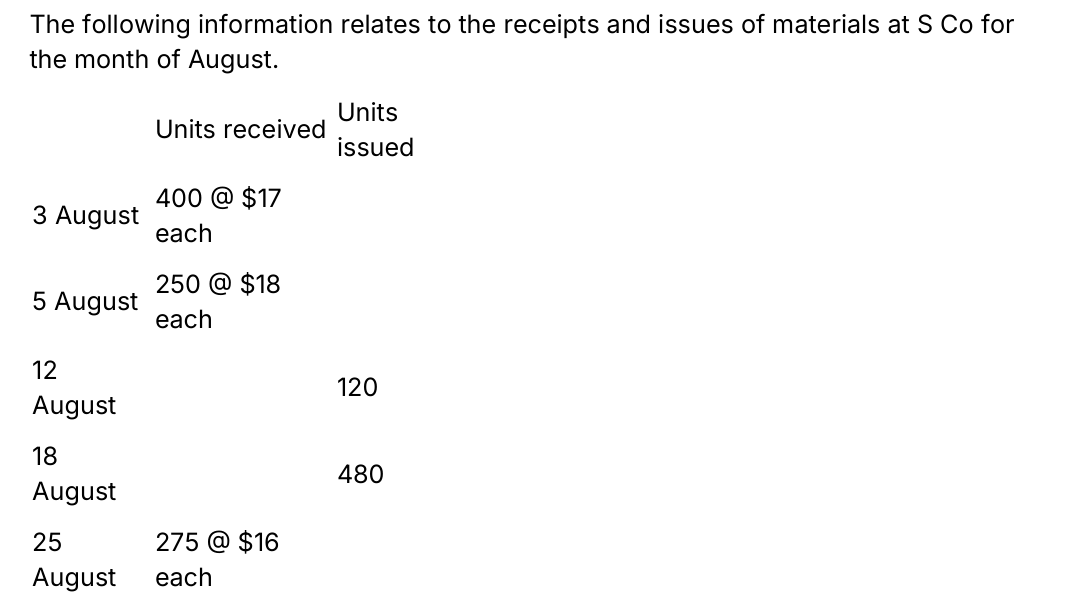 The following information relates to the receipts and issues of materials at S Co for
the month of August.
Units received
Units
issued
3 August
400 @ $17
each
5 August
250 @ $18
each
12
August
120
18
August
480
25
August
275 @ $16
each